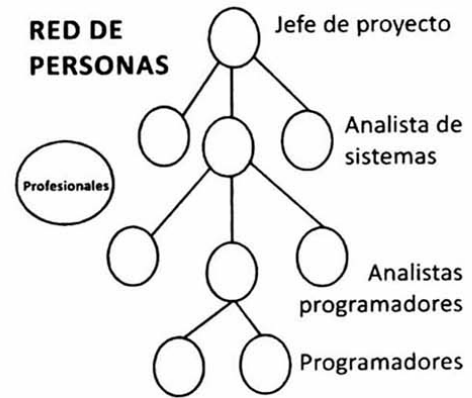 RED DE
PERSONAS
Jefe de proyecto
Analista de
sistemas
Profesionales
Analistas
programadores
Programadores